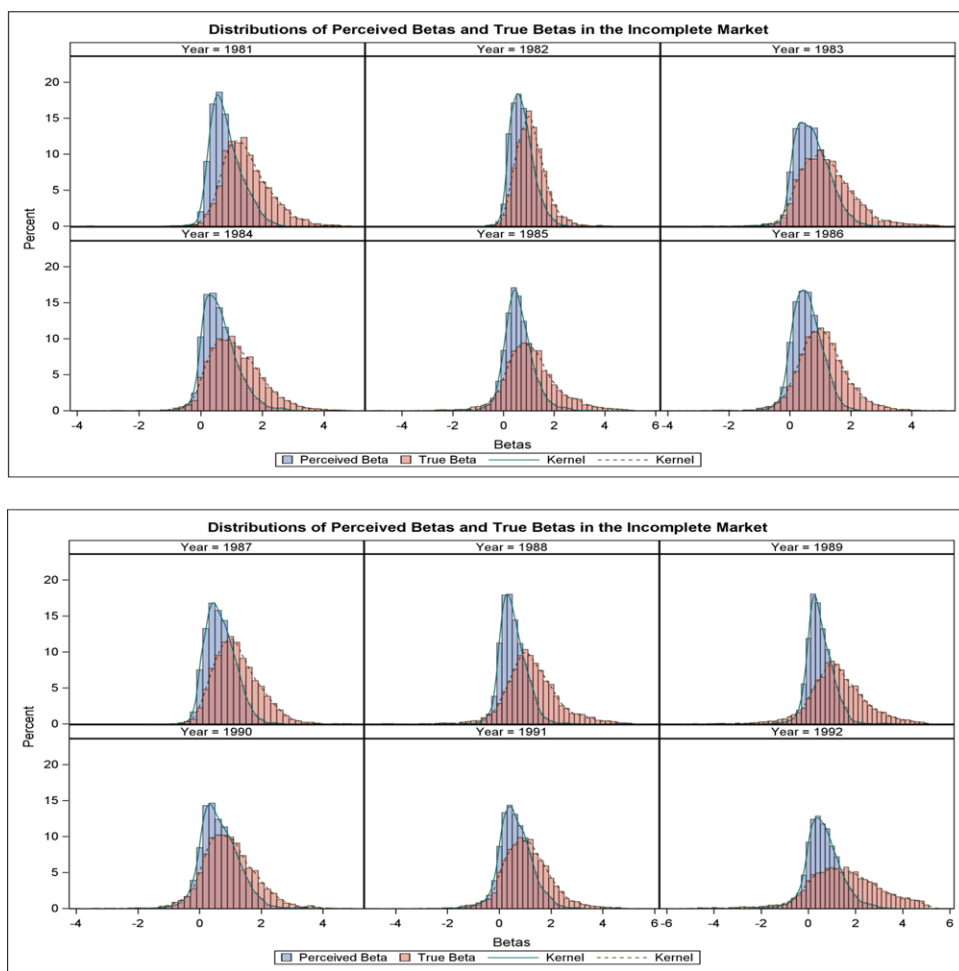 Distributions of Perceived Betas and True Betas in the Incomplete Market
Year = 1981 Year = 1982 Year = 1983
20
15
10
5
0
Percent
Year = 1984 Year = 1985 Year = 1986
20
15
10
5
0
-4 -2 0 2 4 -4 -2 0 2 4 6 -4 -2 0 2 4
Betas
Perceived Beta True Beta Kernel Kernel
Distributions of Perceived Betas and True Betas in the Incomplete Market
Year = 1987 Year = 1988 Year = 1989
20
15
10
5
0
Percent
Year = 1990 Year = 1991 Year = 1992
20
15
10
5
0
-4 -2 0 2 4 -4 -2 0 2 4 6 -6 -4 -2 0 2 4 6
Betas
Perceived Beta True Beta Kernel Kernel